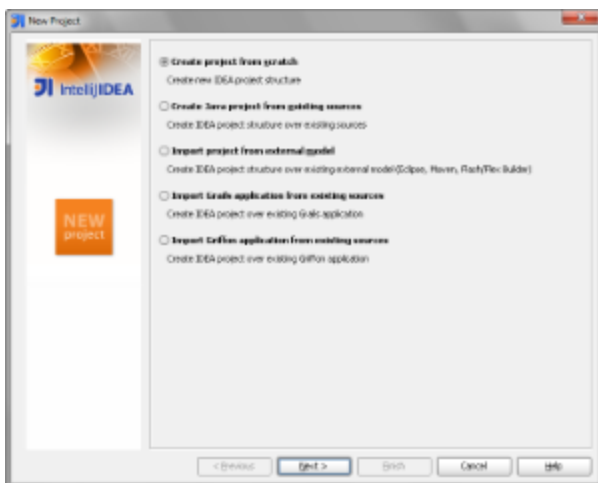 New Project
IntelliJIDEA
NEW
project
Create project from scratch
Create new IDEA project structure
Create Java project from existing sources
Create IDEA project structure over existing sources
Import project from external model
Create IDEA project structure over existing external model (Eclipse, Maven, Flash/Flex Builder)
Import Grails application from existing sources
Create IDEA project over existing Grails application
Import Griffon application from existing sources
Create IDEA project over existing Griffon application
< Previous Next > Finish Cancel Help